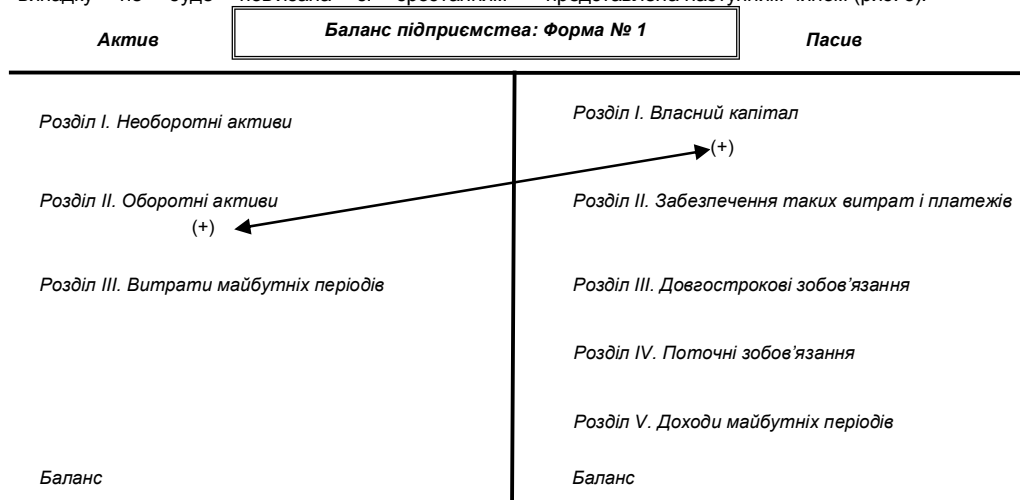 Баланс підприємства: Форма № 1
Актив
Пасив
Розділ І. Необоротні активи
Розділ ІІ. Оборотні активи
(+)
Розділ ІІІ. Витрати майбутніх періодів
Баланс
Розділ І. Власний капітал
(+)
Розділ ІІ. Забезпечення таких витрат і платежів
Розділ ІІІ. Довгострокові зобов’язання
Розділ IV. Поточні зобов’язання
Розділ V. Доходи майбутніх періодів
Баланс